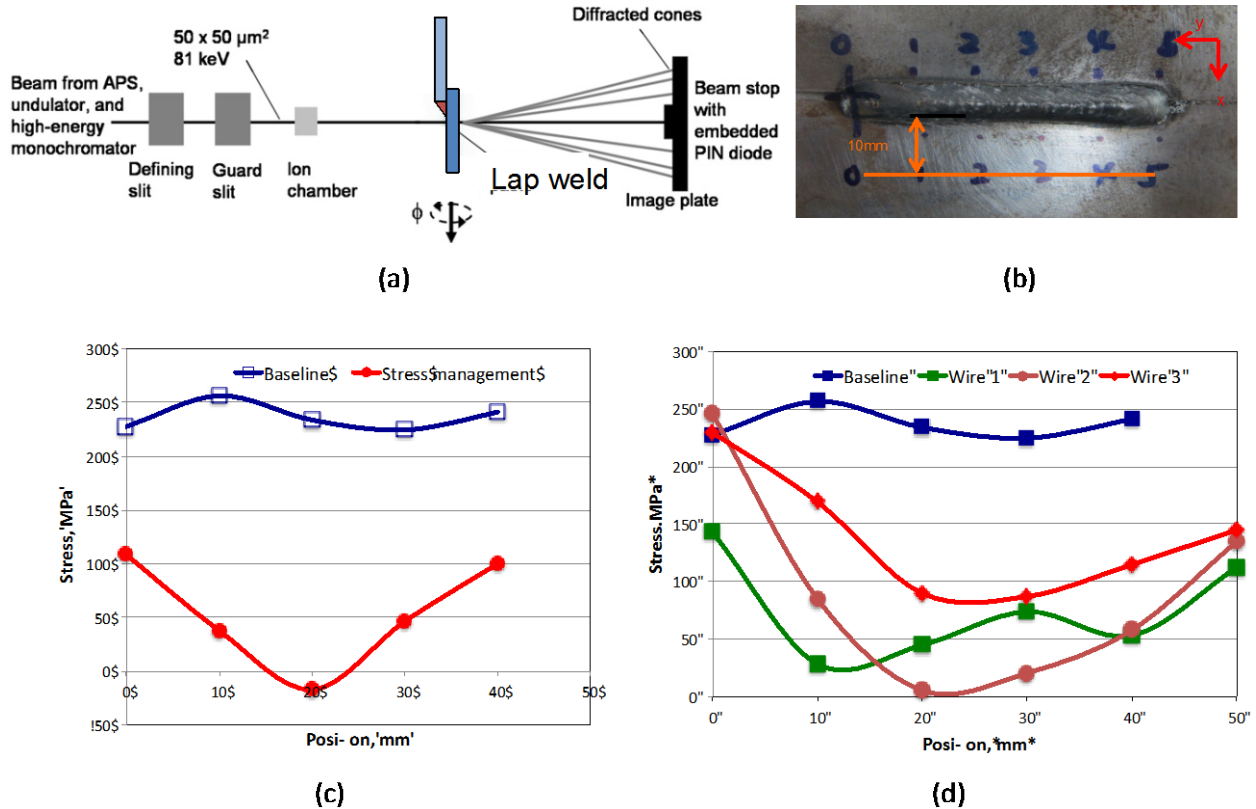 50 x 50 µm²
81 keV
Beam from APS,
undulator, and
high-energy
monochromator
Defining
slit
Guard
slit
Ion
chamber
Lap weld
ϕ
Diffracted cones
Beam stop
with
embedded
PIN diode
Image plate
(a)
0 1 2 3 4 5
y
x
10mm
0 1 2 3 4 5
(b)
300$
250$
200$
150$
100$
50$
0$
!50$
Baseline$ Stress$management$
0$ 10$ 20$ 30$ 40$ 50$
Stress,'MPa'
Posi- on,'mm'
(c)
300"
250"
200"
150"
100"
50"
0"
Baseline" Wire"1" Wire"2" Wire"3"
0" 10" 20" 30" 40" 50"
Stress.MPa*
Posi- on,*mm*
(d)